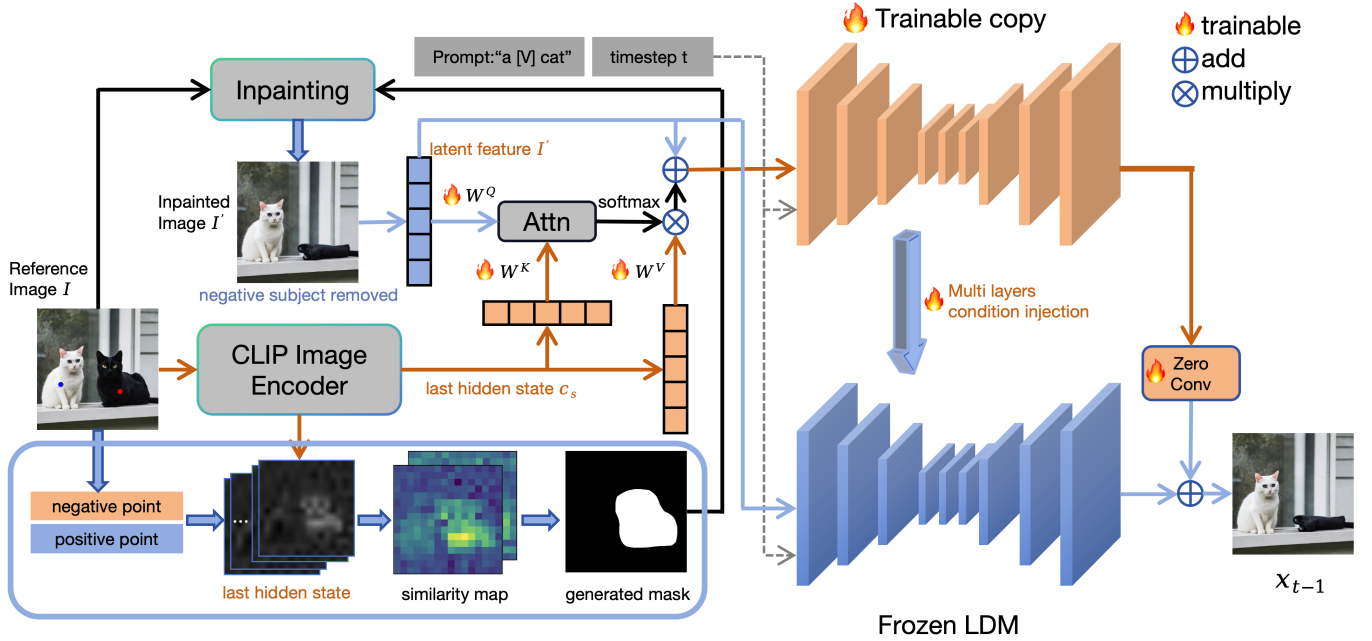 Prompt:“a [V] cat”
timestep t
Trainable copy
trainable
add
multiply
Inpainting
latent feature I'
Inpainted
Image I'
W^Q
Attn
softmax
W^K
W^V
negative subject removed
Reference
Image I
CLIP Image
Encoder
last hidden state c_s
Multi layers
condition injection
Zero
Conv
negative point
positive point
...
last hidden state
similarity map
generated mask
x_{t−1}
Frozen LDM